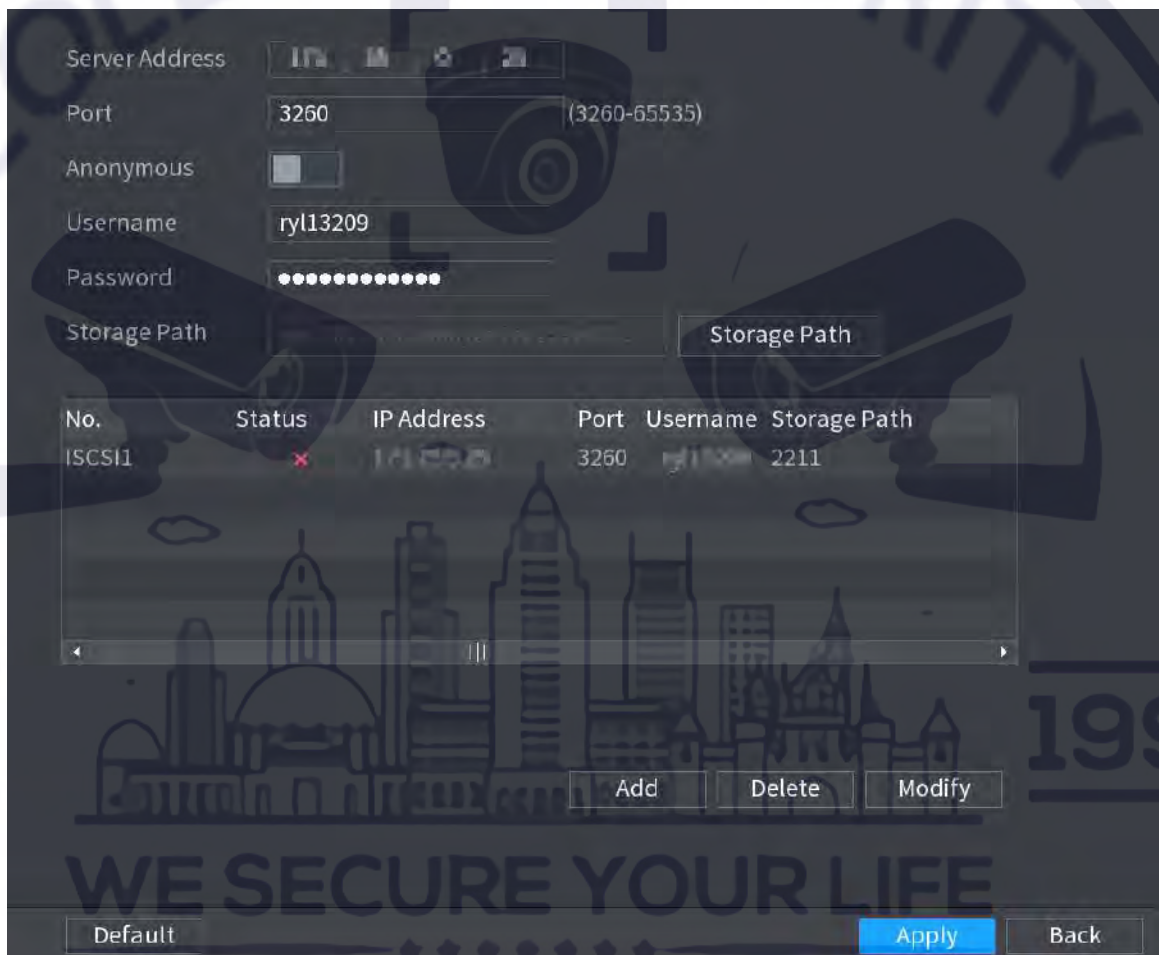 Server Address
Port 3260 (3260-65535)
Anonymous
Username ryl13209
Password ●●●●●●●●●●●●
Storage Path Storage Path
No. Status IP Address Port Username Storage Path
ISCSI1 × 3260 2211
Add Delete Modify
199
WE SECURE YOUR LIFE
Default Apply Back